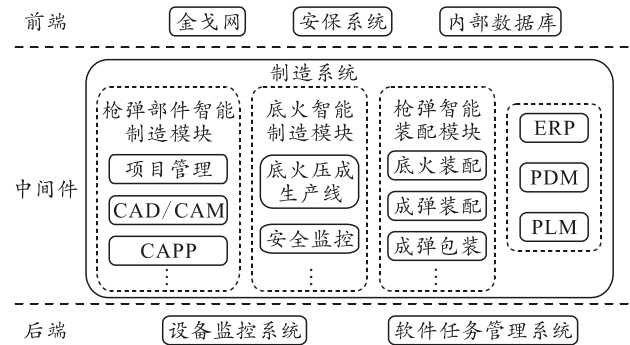 前端 金戈网 安保系统 内部数据库
制造系统
枪弹部件智能 底火智能 枪弹智能
制造模块 制造模块 装配模块
ERP
项目管理 底火压成 底火装配
生产线
中间件 PDM
CAD/CAM 成弹装配
PLM
CAPP 安全监控 成弹包装
⋮ ⋮ ⋮
后端 设备监控系统 软件任务管理系统